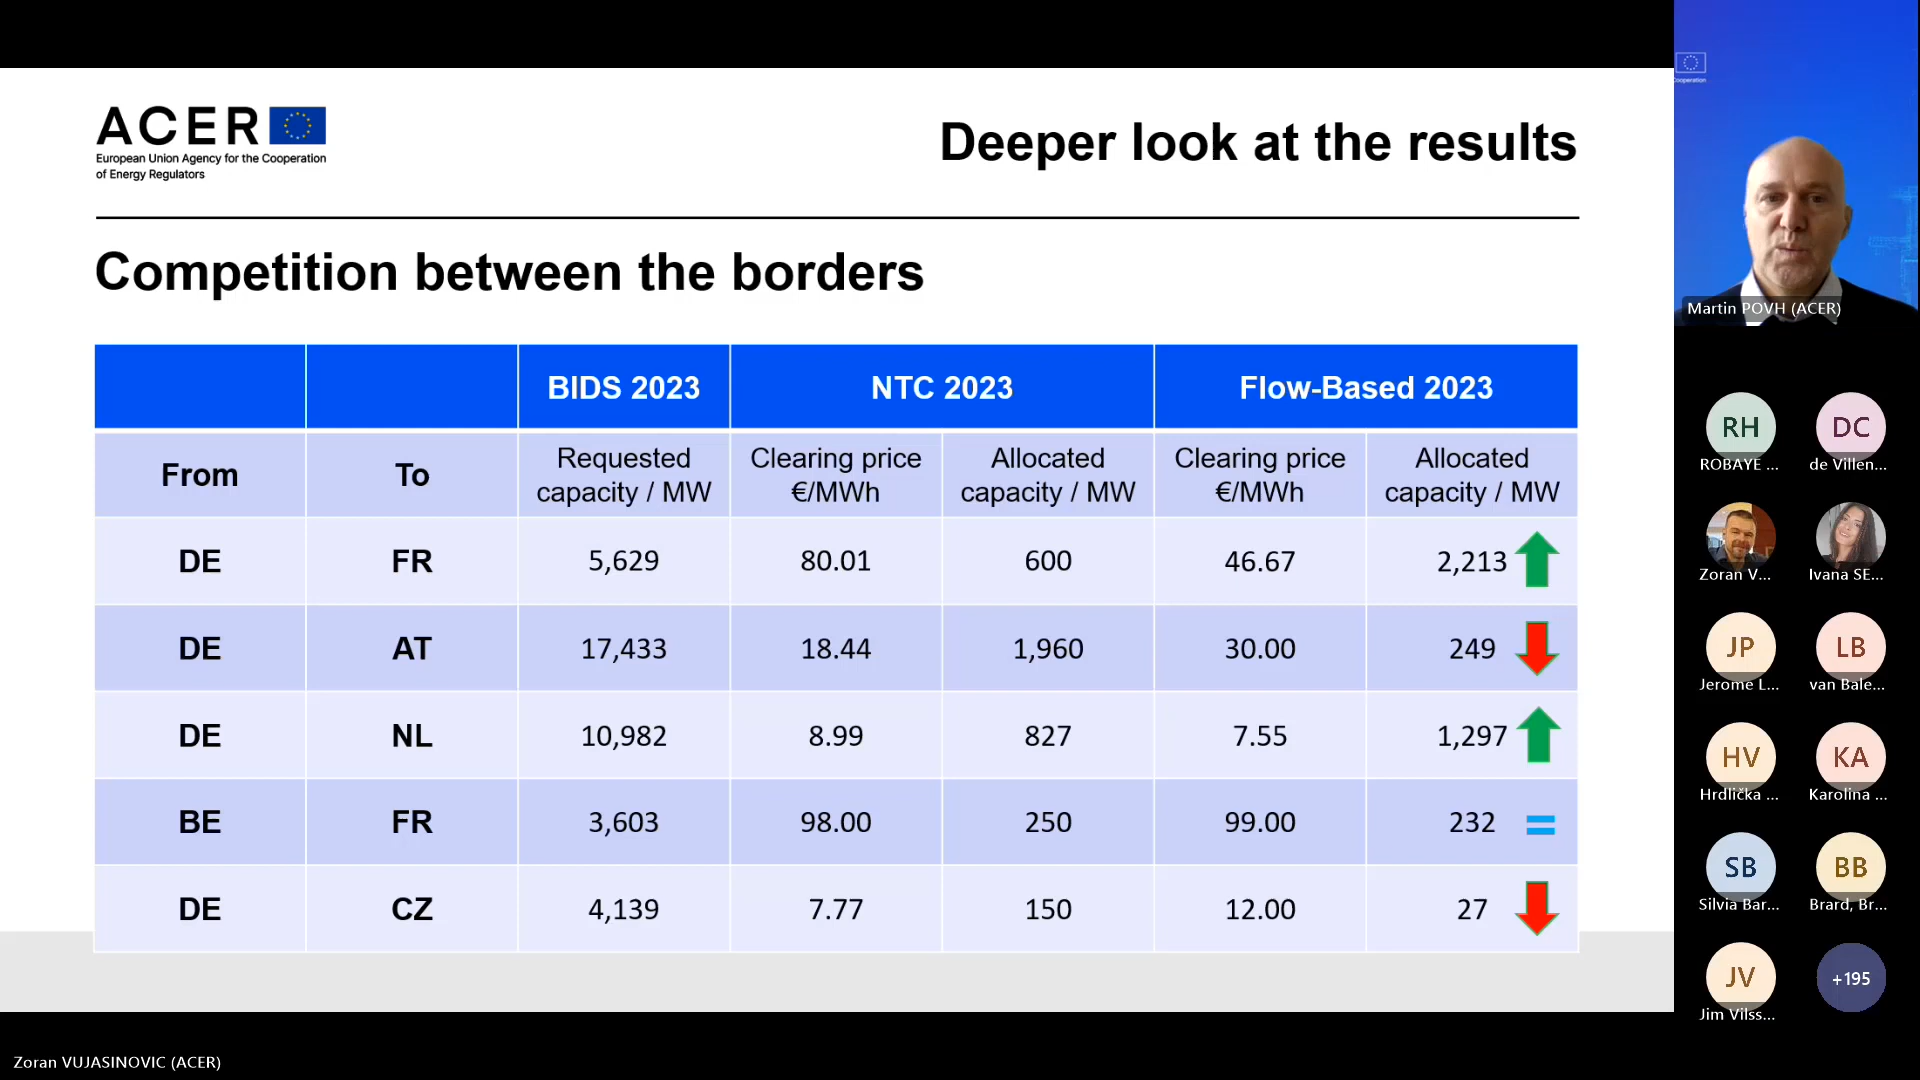 ACER
European Union Agency for the Cooperation
of Energy Regulators
Deeper look at the results
Competition between the borders
BIDS 2023 NTC 2023 Flow-Based 2023
From To Requested capacity / MW Clearing price €/MWh Allocated capacity / MW Clearing price €/MWh Allocated capacity / MW
DE FR 5,629 80.01 600 46.67 2,213
DE AT 17,433 18.44 1,960 30.00 249
DE NL 10,982 8.99 827 7.55 1,297
BE FR 3,603 98.00 250 99.00 232 =
DE CZ 4,139 7.77 150 12.00 27
Martin POVH (ACER)
RH DC
ROBAYE ... de Villen...
Zoran V... Ivana SE...
JP LB
Jerome L... van Bale...
HV KA
Hrdlička ... Karolina ...
SB BB
Silvia Bar... Brard, Br...
JV +195
Jim Vilss...
Zoran VUJASINOVIC (ACER)